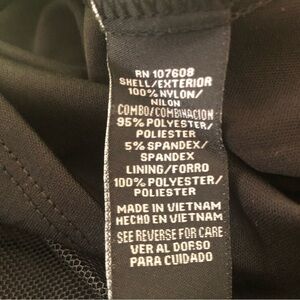 RN 107608
SHELL/EXTERIOR
100% NYLON/
NILON
COMBO/COMBINACION
95% POLYESTER/
POLIESTER
5% SPANDEX/
SPANDEX
LINING/FORRO
100% POLYESTER/
POLIESTER
MADE IN VIETNAM
HECHO EN VIETNAM
SEE REVERSE FOR CARE
VER AL DORSO
PARA CUIDADO